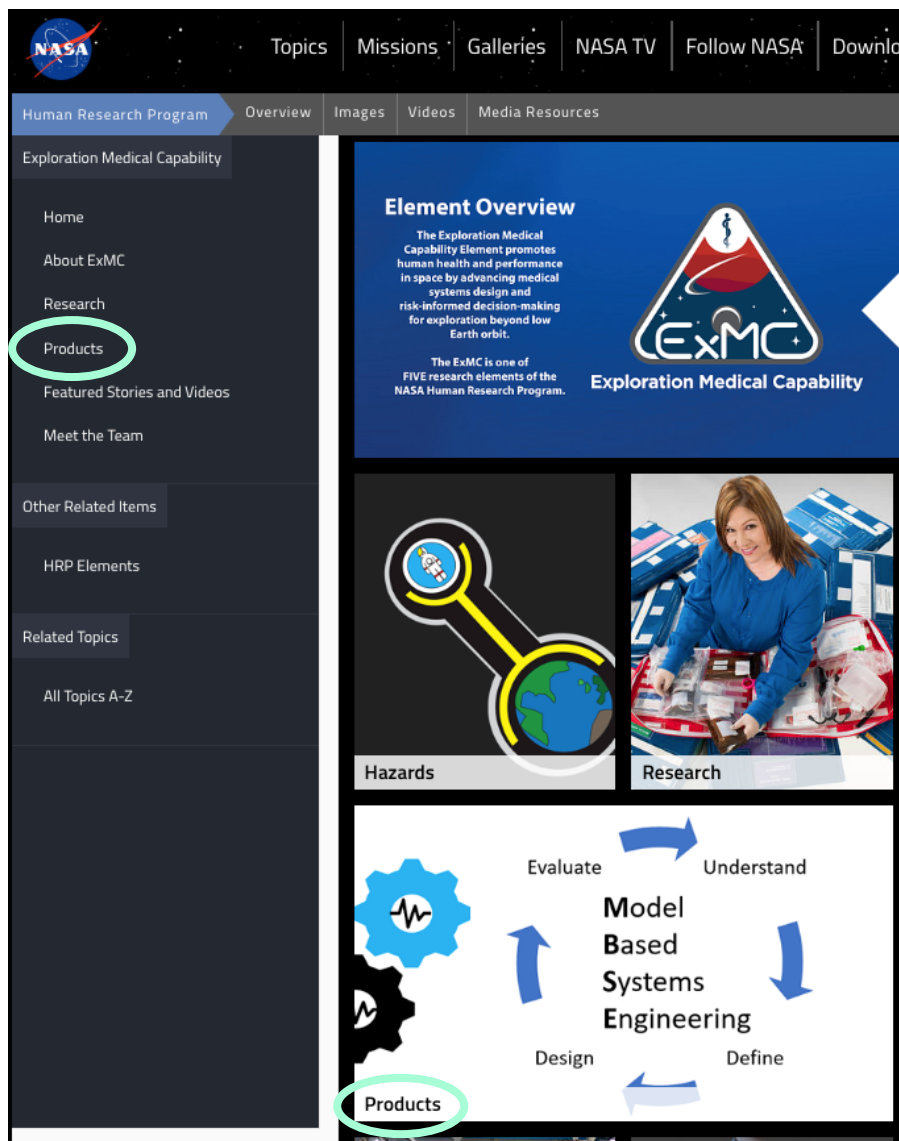 NASA
Topics
Missions
Galleries
NASA TV
Follow NASA
Downlo
Human Research Program
Overview
Images
Videos
Media Resources
Exploration Medical Capability
Home
About ExMC
Research
Products
Featured Stories and Videos
Meet the Team
Other Related Items
HRP Elements
Related Topics
All Topics A-Z
Element Overview
The Exploration Medical
Capability Element promotes
human health and performance
in space by advancing medical
systems design and
risk-informed decision-making
for exploration beyond low
Earth orbit.
The ExMC is one of
FIVE research elements of the
NASA Human Research Program.
ExMC
Exploration Medical Capability
Hazards
Research
Evaluate
Understand
Model
Based
Systems
Engineering
Design
Define
Products